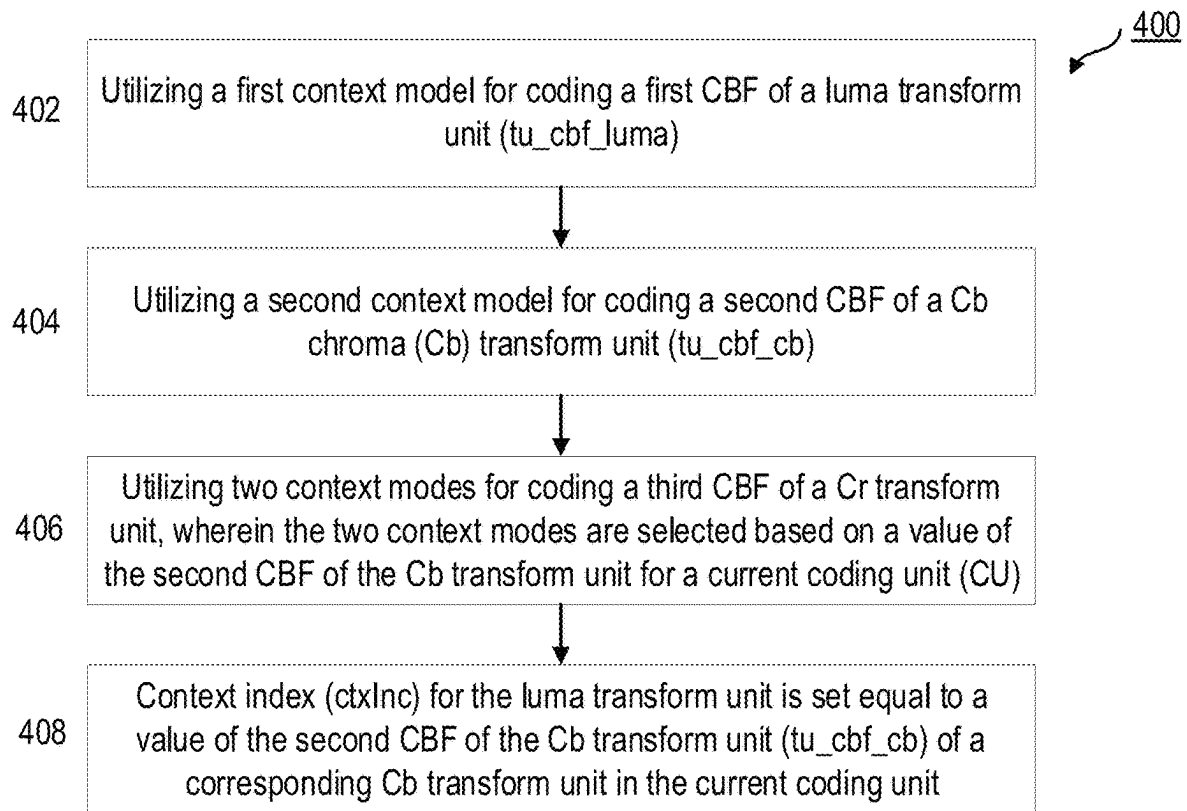 400
402
Utilizing a first context model for coding a first CBF of a luma transform
unit (tu_cbf_luma)
404
Utilizing a second context model for coding a second CBF of a Cb
chroma (Cb) transform unit (tu_cbf_cb)
406
Utilizing two context modes for coding a third CBF of a Cr transform
unit, wherein the two context modes are selected based on a value of
the second CBF of the Cb transform unit for a current coding unit (CU)
408
Context index (ctxInc) for the luma transform unit is set equal to a
value of the second CBF of the Cb transform unit (tu_cbf_cb) of a
corresponding Cb transform unit in the current coding unit